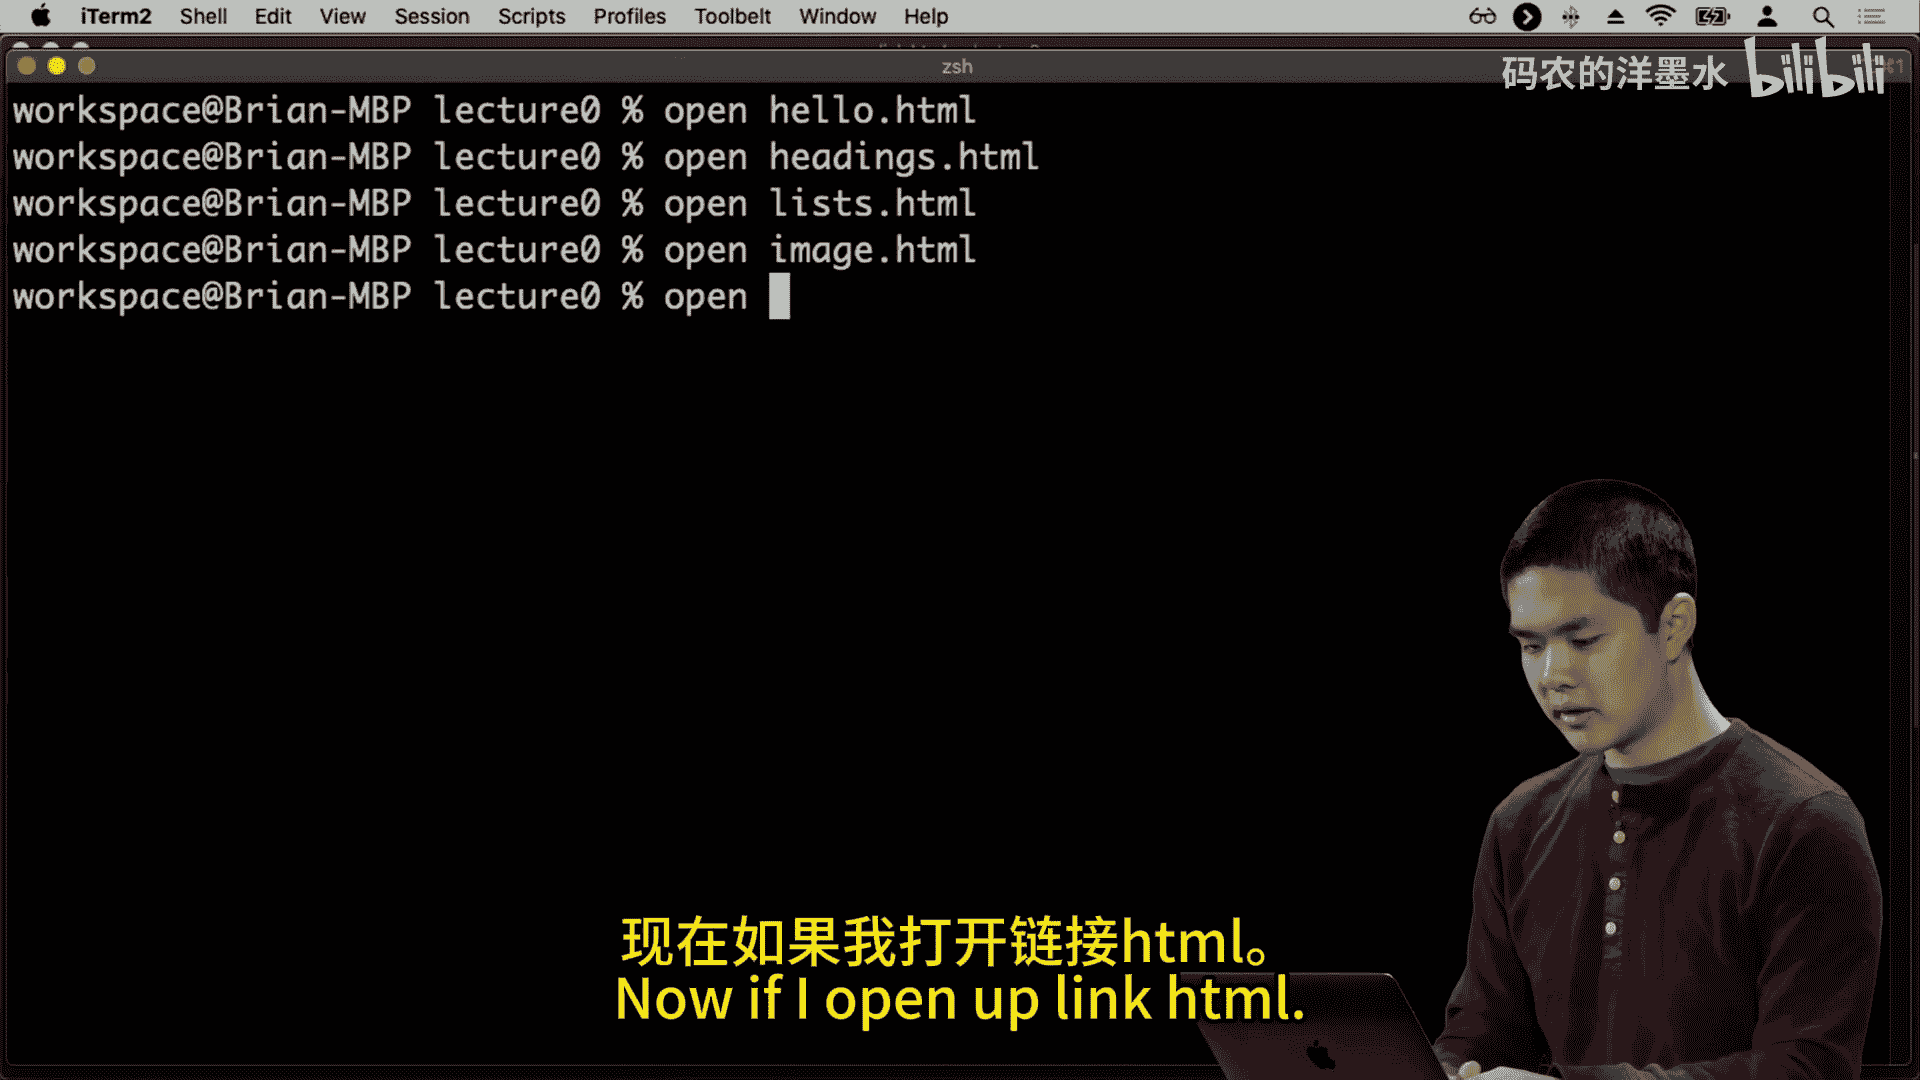 iTerm2 Shell Edit View Session Scripts Profiles Toolbelt Window Help
zsh
码农的洋墨水 bilibili
workspace@Brian-MBP lecture0 % open hello.html
workspace@Brian-MBP lecture0 % open headings.html
workspace@Brian-MBP lecture0 % open lists.html
workspace@Brian-MBP lecture0 % open image.html
workspace@Brian-MBP lecture0 % open
现在如果我打开链接html。
Now if I open up link html.